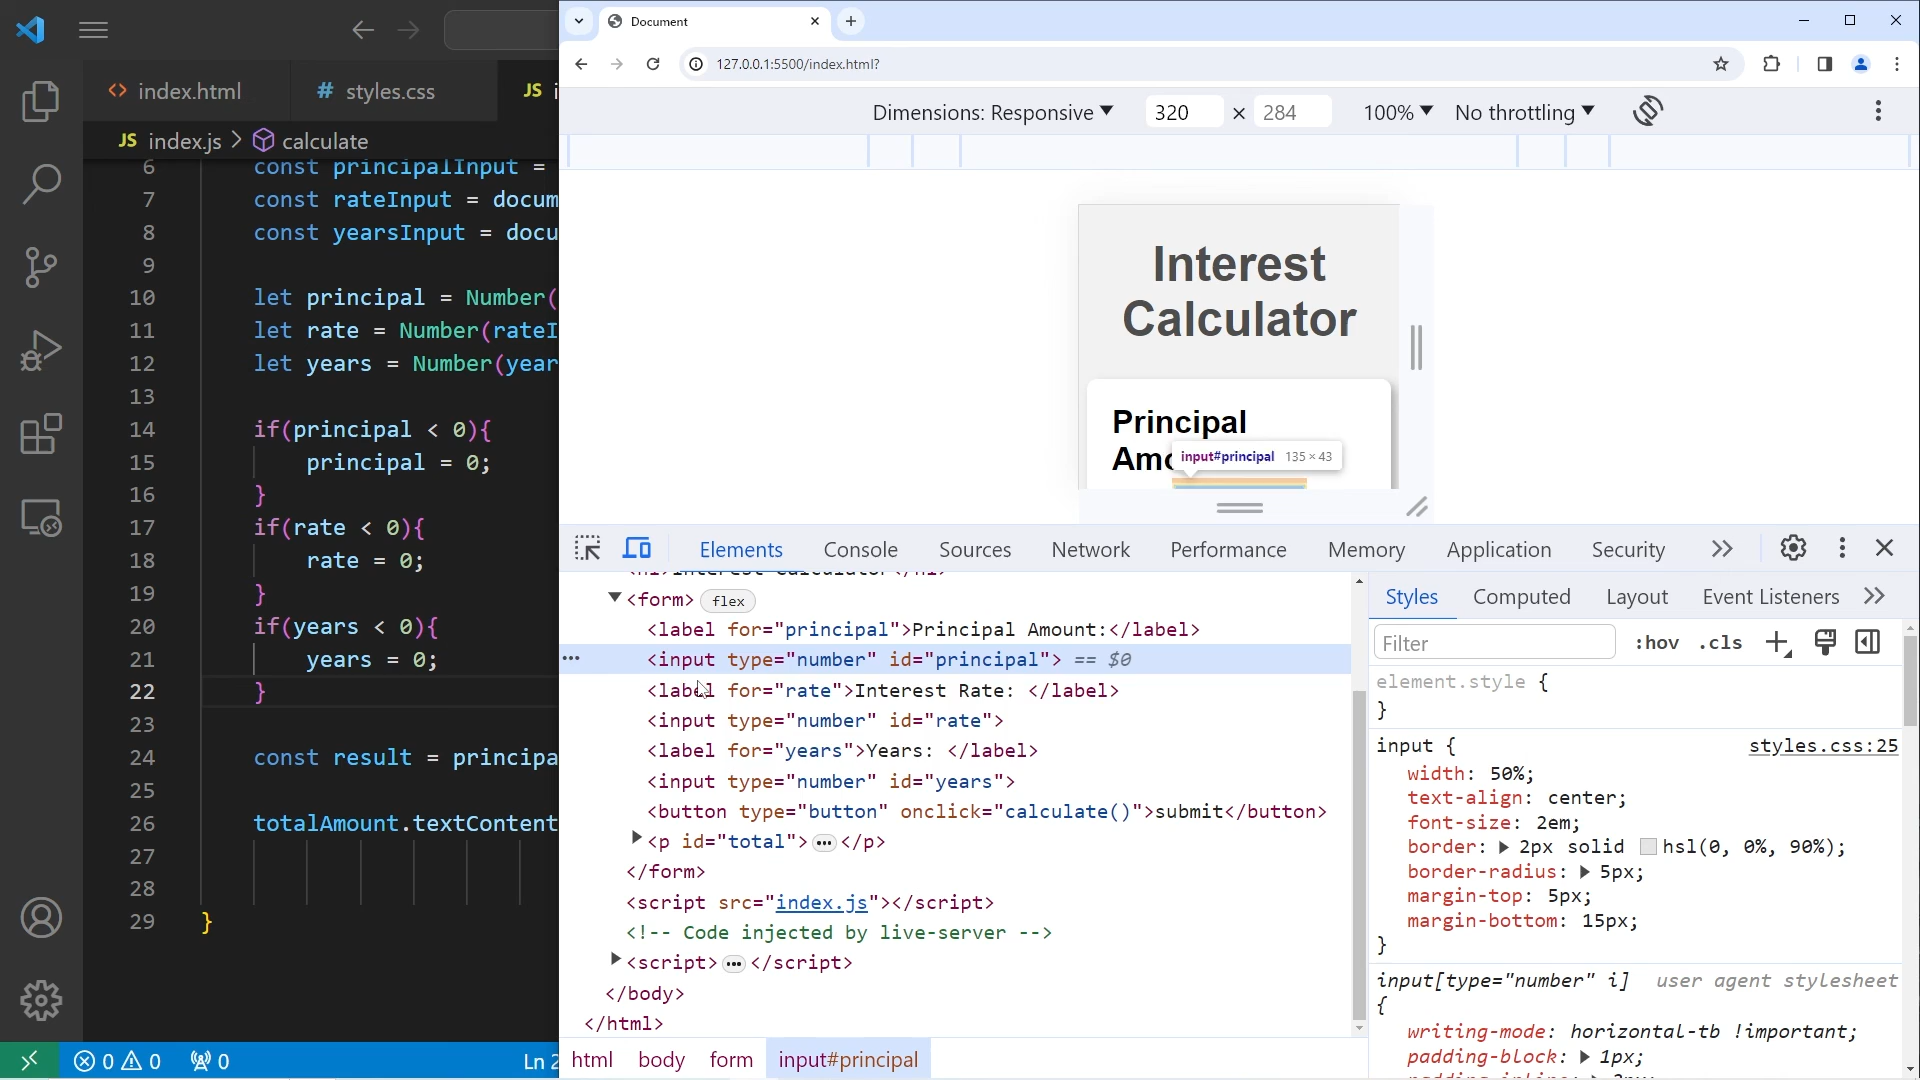 index.html
# styles.css
JS i
JS index.js > calculate
6 const principalInput =
7 const rateInput = docum
8 const yearsInput = docu
9
10 let principal = Number(
11 let rate = Number(rateI
12 let years = Number(year
13
14 if(principal < 0){
15 principal = 0;
16 }
17 if(rate < 0){
18 rate = 0;
19 }
20 if(years < 0){
21 years = 0;
22 }
23
24 const result = principa
25
26 totalAmount.textContent
27
28
29 }
0 0 0
Ln 2
Document
127.0.0.1:5500/index.html?
Dimensions: Responsive 320 × 284 100% No throttling
Interest
Calculator
Principal
Amo
input#principal 135 × 43
Elements Console Sources Network Performance Memory Application Security
<form> flex
<label for="principal">Principal Amount:</label>
<input type="number" id="principal"> == $0
<label for="rate">Interest Rate: </label>
<input type="number" id="rate">
<label for="years">Years: </label>
<input type="number" id="years">
<button type="button" onclick="calculate()">submit</button>
<p id="total">…</p>
</form>
<script src="index.js"></script>
<!-- Code injected by live-server -->
<script>…</script>
</body>
</html>
html body form input#principal
Styles Computed Layout Event Listeners
Filter :hov .cls
element.style {
}
input { styles.css:25
width: 50%;
text-align: center;
font-size: 2em;
border: 2px solid hsl(0, 0%, 90%);
border-radius: 5px;
margin-top: 5px;
margin-bottom: 15px;
}
input[type="number" i] user agent stylesheet
{
writing-mode: horizontal-tb !important;
padding-block: 1px;